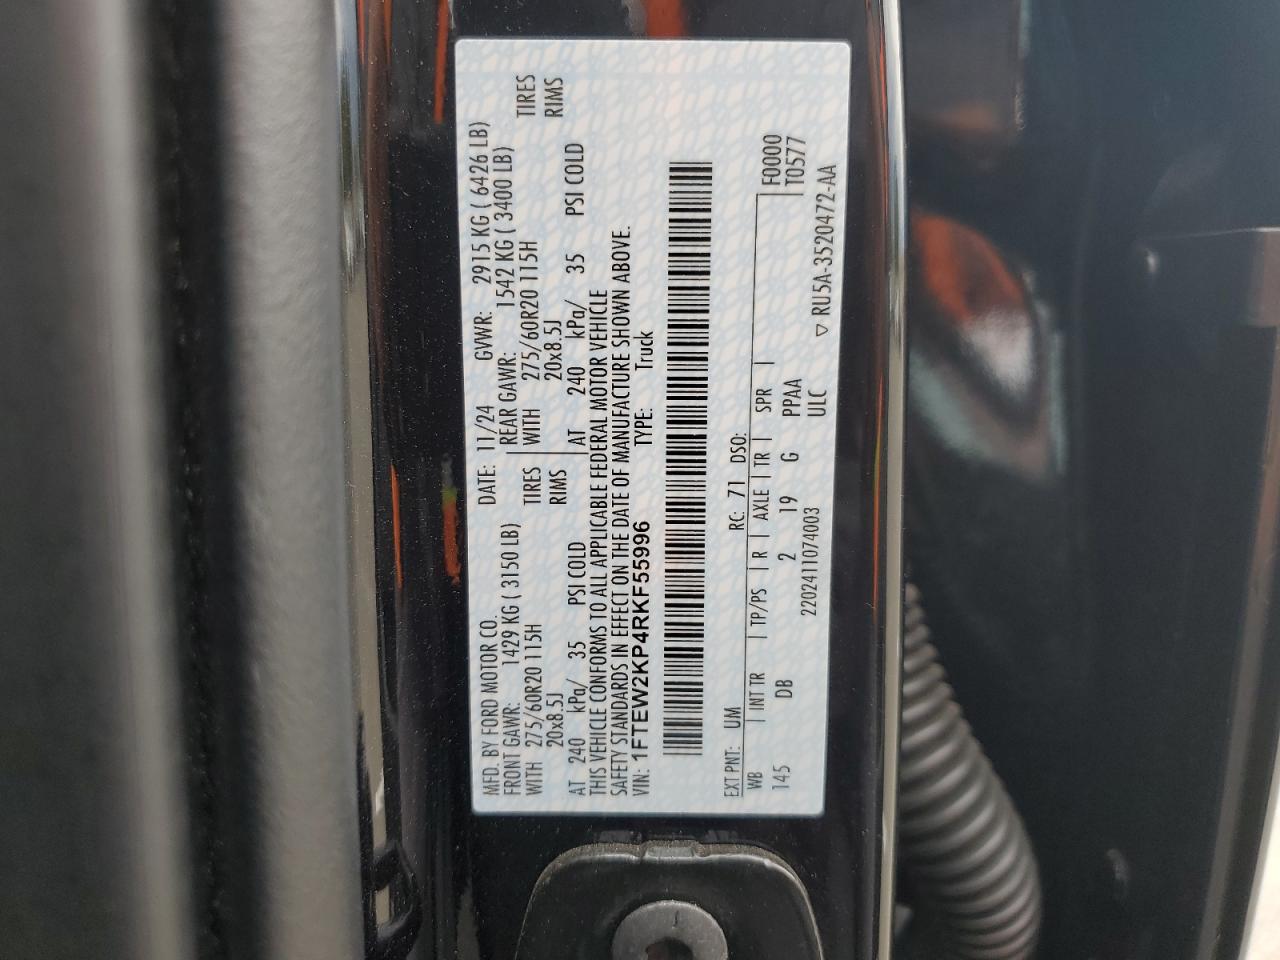 MFD. BY FORD MOTOR CO. DATE: 11/24 GVWR: 2915 KG ( 6426 LB)
FRONT GAWR: 1429 KG ( 3150 LB) REAR GAWR: 1542 KG ( 3400 LB)
WITH 275/60R20 115H TIRES WITH 275/60R20 115H TIRES
20x8.5J RIMS 20x8.5J RIMS
AT 240 kPa/ 35 PSI COLD AT 240 kPa/ 35 PSI COLD
THIS VEHICLE CONFORMS TO ALL APPLICABLE FEDERAL MOTOR VEHICLE
SAFETY STANDARDS IN EFFECT ON THE DATE OF MANUFACTURE SHOWN ABOVE.
VIN: 1FTEW2KP4RKF55996 TYPE: Truck
EXT PNT: UM RC: 71 DSO:
WB | INT TR | TP/PS | R | AXLE | TR | SPR | F0000
145 DB 2 19 G PPAA T0577
2202411074003 ULC ▽ RU5A-3520472-AA